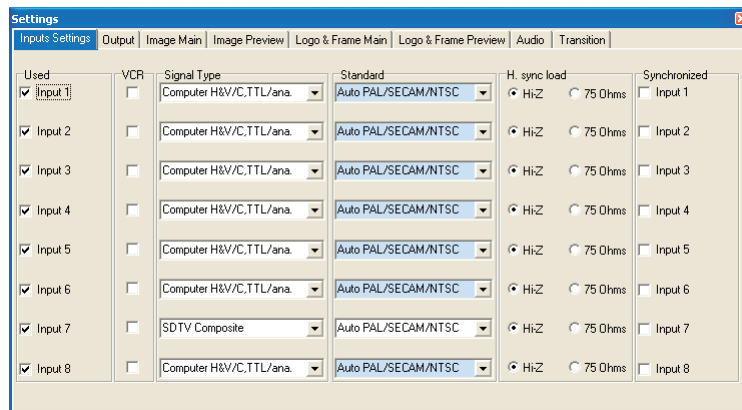 Settings
Inputs Settings Output Image Main Image Preview Logo & Frame Main Logo & Frame Preview Audio Transition
Used VCR Signal Type Standard H. sync load Synchronized
Input 1 Computer H&V/C,TTL/ana. Auto PAL/SECAM/NTSC Hi-Z 75 Ohms Input 1
Input 2 Computer H&V/C,TTL/ana. Auto PAL/SECAM/NTSC Hi-Z 75 Ohms Input 2
Input 3 Computer H&V/C,TTL/ana. Auto PAL/SECAM/NTSC Hi-Z 75 Ohms Input 3
Input 4 Computer H&V/C,TTL/ana. Auto PAL/SECAM/NTSC Hi-Z 75 Ohms Input 4
Input 5 Computer H&V/C,TTL/ana. Auto PAL/SECAM/NTSC Hi-Z 75 Ohms Input 5
Input 6 Computer H&V/C,TTL/ana. Auto PAL/SECAM/NTSC Hi-Z 75 Ohms Input 6
Input 7 SDTV Composite Auto PAL/SECAM/NTSC Hi-Z 75 Ohms Input 7
Input 8 Computer H&V/C,TTL/ana. Auto PAL/SECAM/NTSC Hi-Z 75 Ohms Input 8